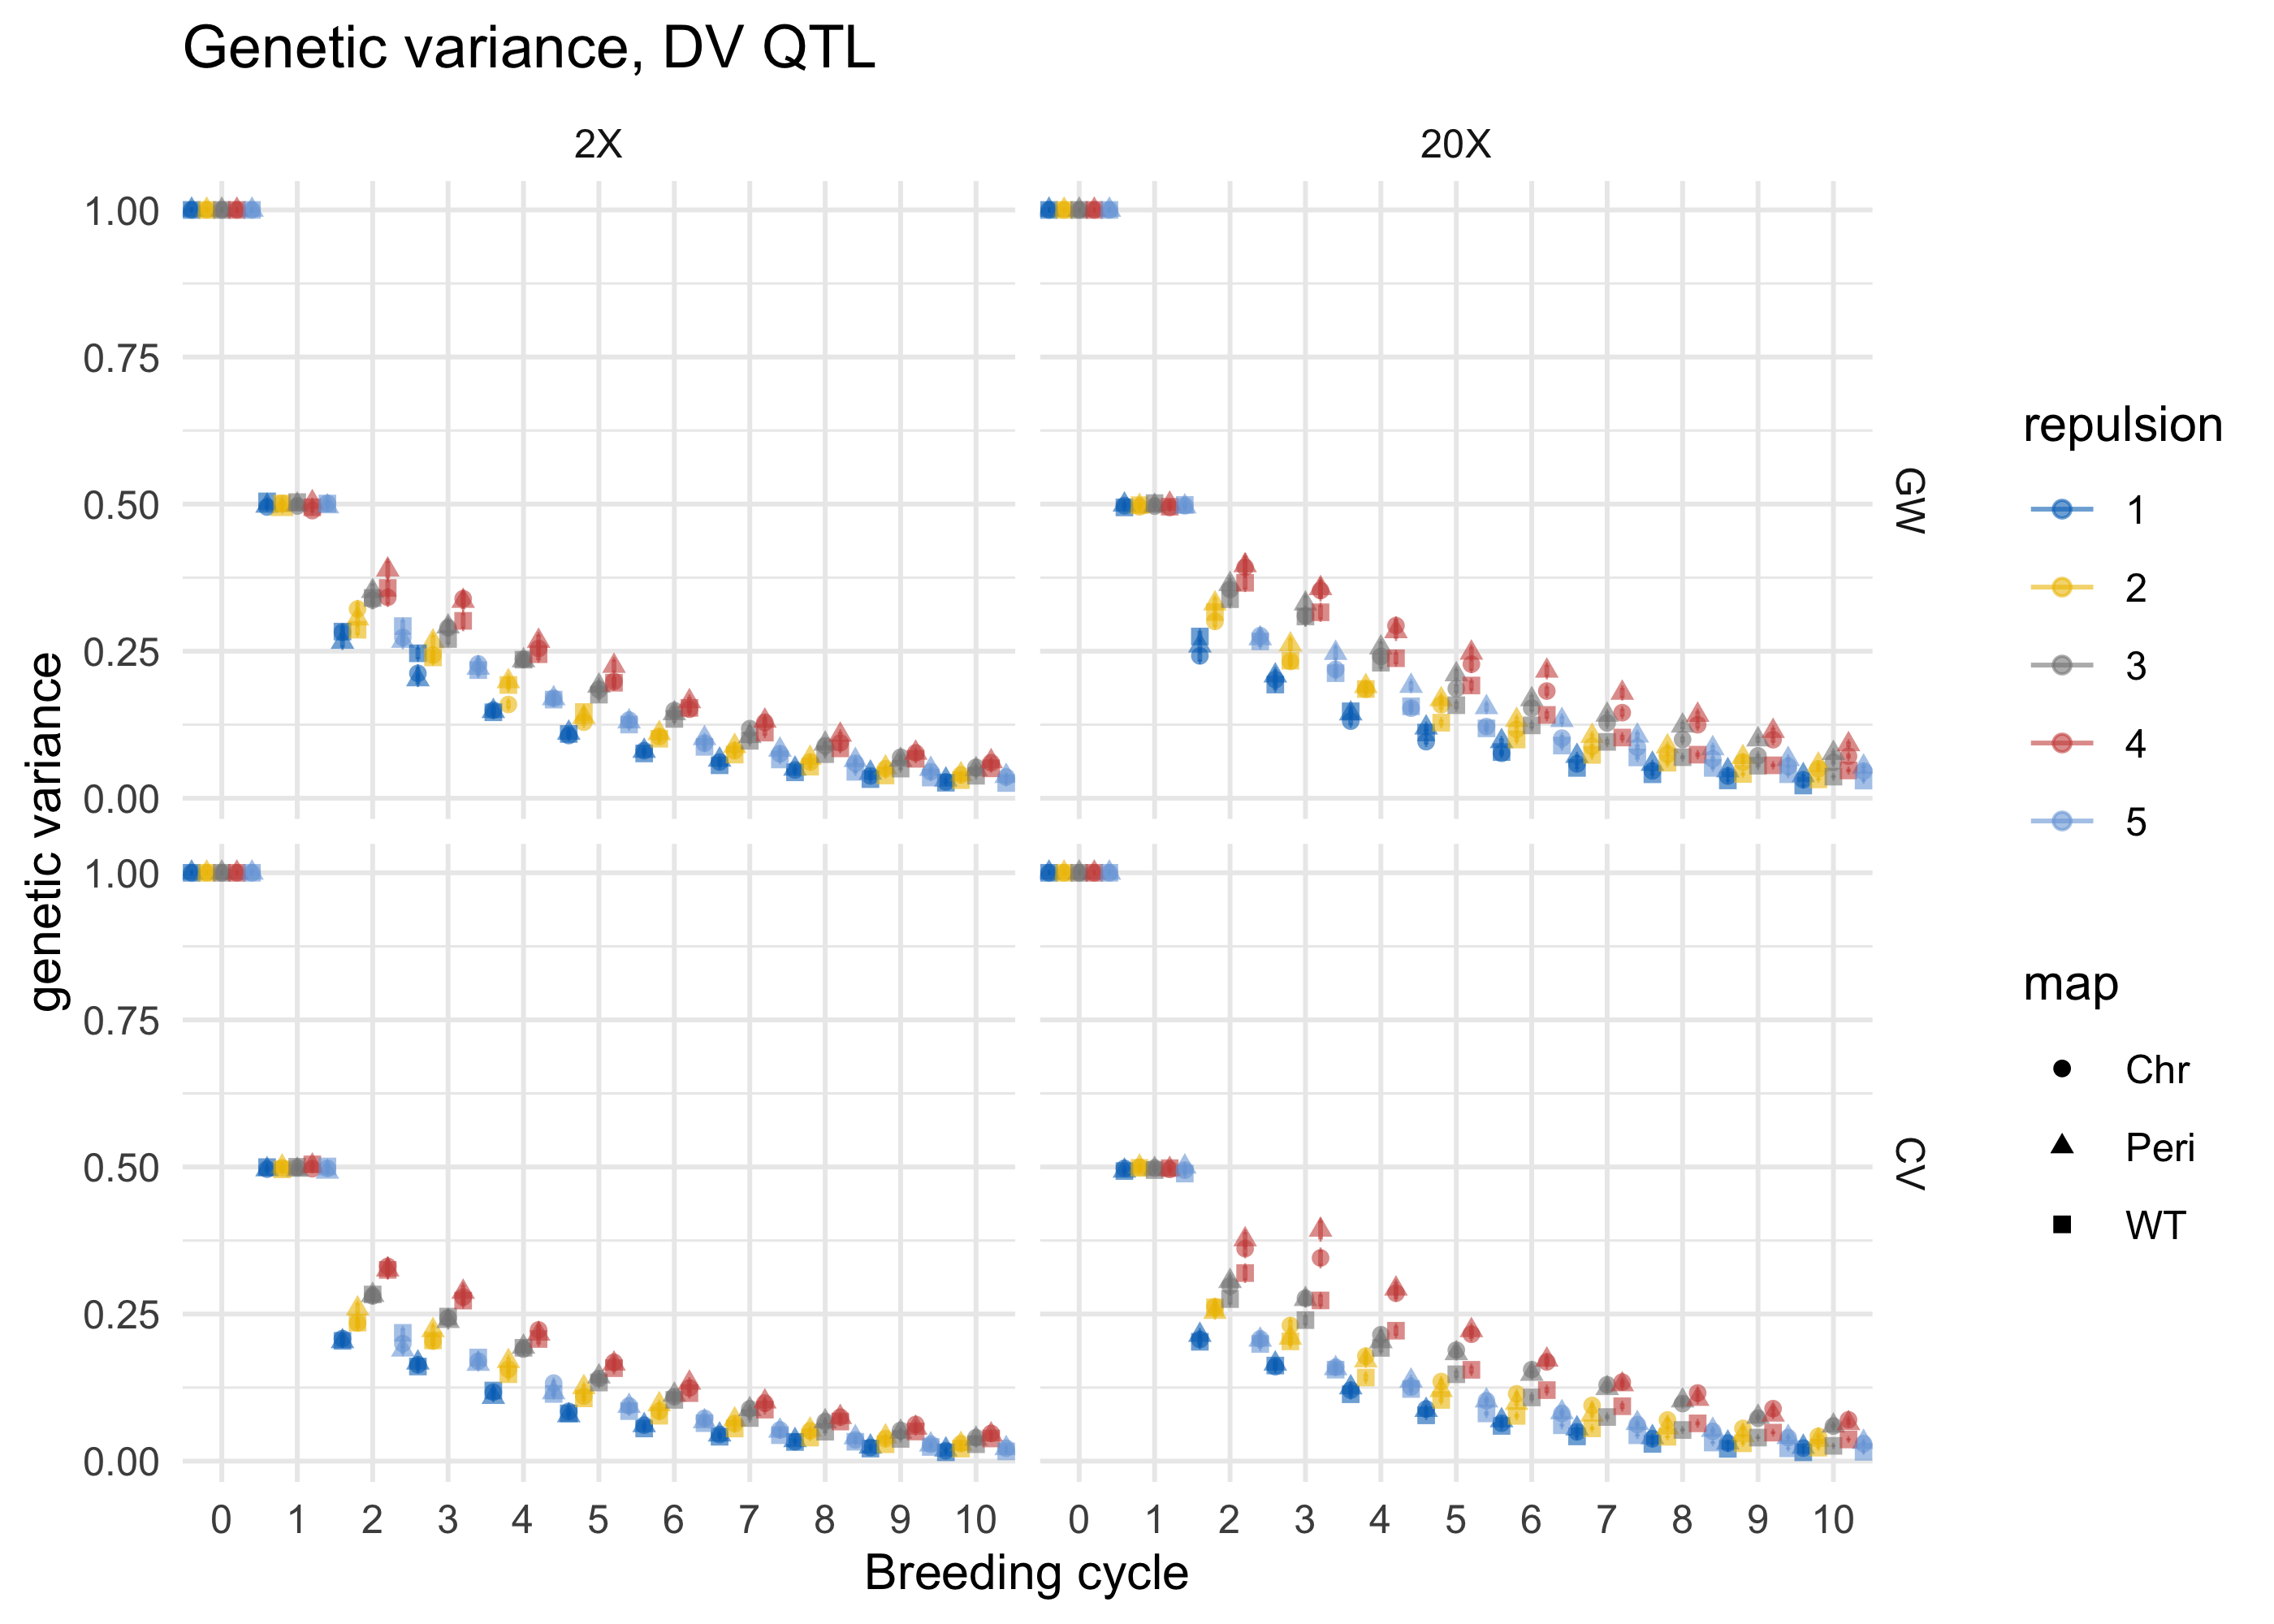 Genetic variance, DV QTL
2X
20X
1.00
0.75
0.50
0.25
0.00
GW
1.00
0.75
0.50
0.25
0.00
CV
genetic variance
0 1 2 3 4 5 6 7 8 9 10
0 1 2 3 4 5 6 7 8 9 10
Breeding cycle
repulsion
1
2
3
4
5
map
Chr
Peri
WT